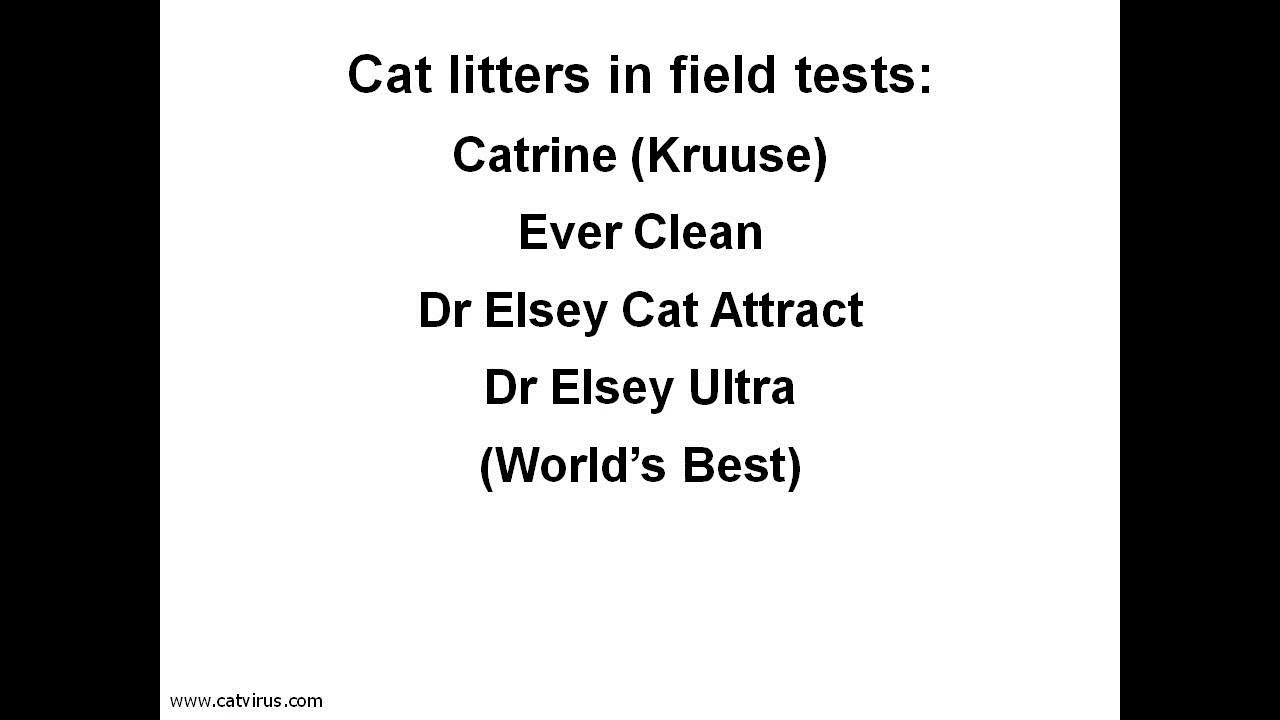 Cat litters in field tests:
Catrine (Kruuse)
Ever Clean
Dr Elsey Cat Attract
Dr Elsey Ultra
(World’s Best)
www.catvirus.com